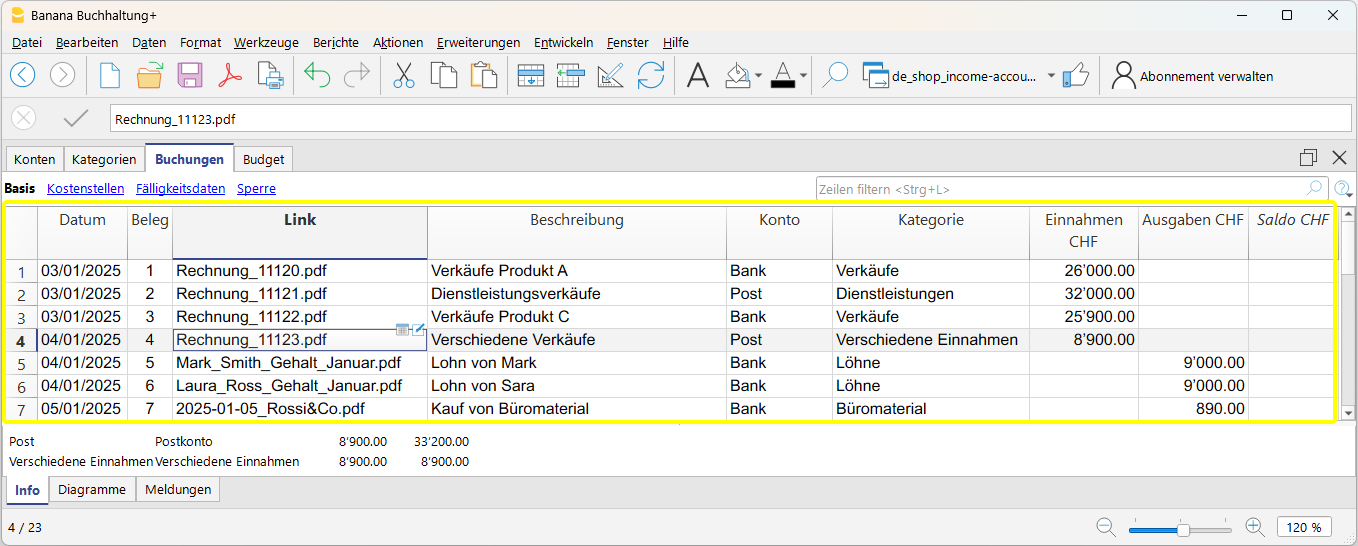 Banana Buchhaltung+
Datei Bearbeiten Daten Format Werkzeuge Berichte Aktionen Erweiterungen Entwickeln Fenster Hilfe
de_shop_income-accou... Abonnement verwalten
Rechnung_11123.pdf
Konten Kategorien Buchungen Budget
Basis Kostenstellen Fälligkeitsdaten Sperre Zeilen filtern <Strg+L>
Datum Beleg Link Beschreibung Konto Kategorie Einnahmen CHF Ausgaben CHF Saldo CHF
1 03/01/2025 1 Rechnung_11120.pdf Verkäufe Produkt A Bank Verkäufe 26'000.00
2 03/01/2025 2 Rechnung_11121.pdf Dienstleistungsverkäufe Post Dienstleistungen 32'000.00
3 03/01/2025 3 Rechnung_11122.pdf Verkäufe Produkt C Bank Verkäufe 25'900.00
4 04/01/2025 4 Rechnung_11123.pdf Verschiedene Verkäufe Post Verschiedene Einnahmen 8'900.00
5 04/01/2025 5 Mark_Smith_Gehalt_Januar.pdf Lohn von Mark Bank Löhne 9'000.00
6 04/01/2025 6 Laura_Ross_Gehalt_Januar.pdf Lohn von Sara Bank Löhne 9'000.00
7 05/01/2025 7 2025-01-05_Rossi&Co.pdf Kauf von Büromaterial Bank Büromaterial 890.00
Post Postkonto 8'900.00 33'200.00
Verschiedene Einnahmen Verschiedene Einnahmen 8'900.00 8'900.00
Info Diagramme Meldungen
4 / 23 120 %